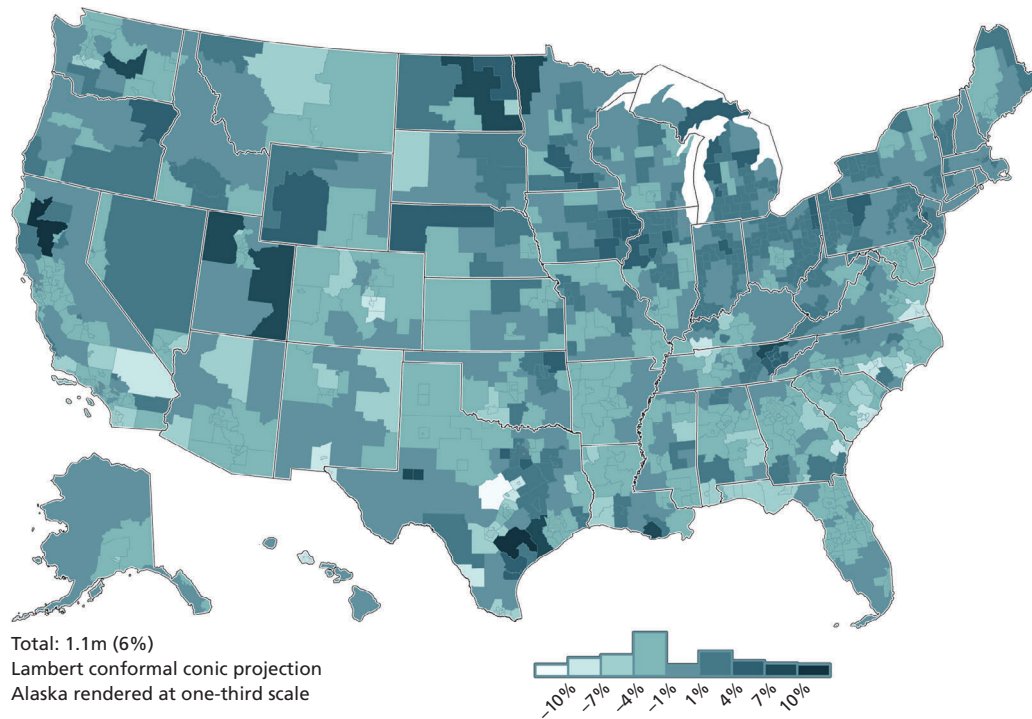 Total: 1.1m (6%)
Lambert conformal conic projection
Alaska rendered at one-third scale
–10%
–7%
–4%
–1%
1%
4%
7%
10%